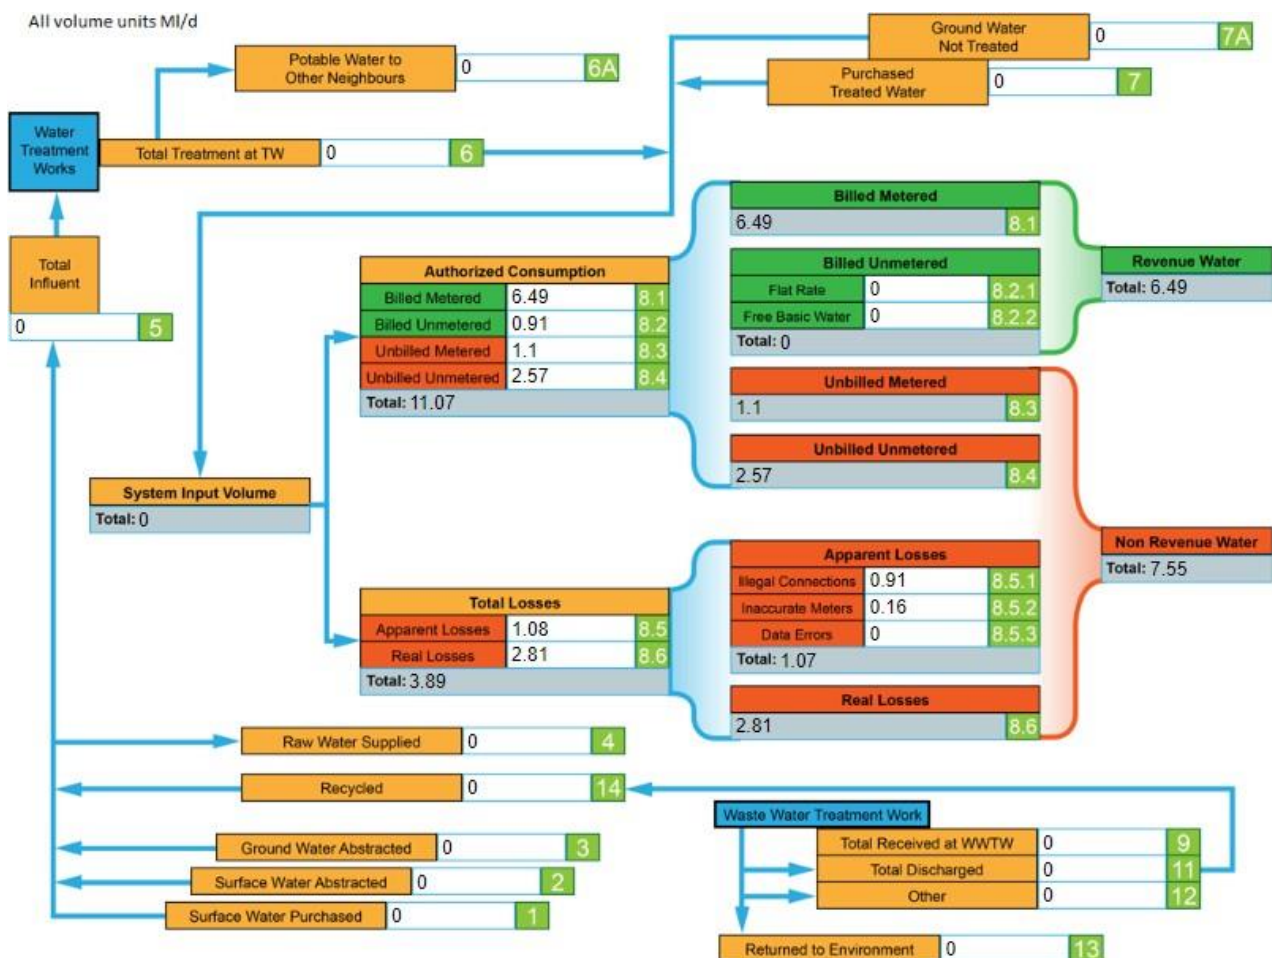 All volume units Ml/d
Ground Water
Not Treated
0
7A
Potable Water to
Other Neighbours
0
6A
Purchased
Treated Water
0
7
Water
Treatment
Works
Total Treatment at TW
0
6
Total
Influent
0
5
Billed Metered
6.49
8.1
Billed Unmetered
Flat Rate
0
8.2.1
Free Basic Water
0
8.2.2
Total: 0
Revenue Water
Total: 6.49
Authorized Consumption
Billed Metered
6.49
8.1
Billed Unmetered
0.91
8.2
Unbilled Metered
1.1
8.3
Unbilled Unmetered
2.57
8.4
Total: 11.07
Unbilled Metered
1.1
8.3
Unbilled Unmetered
2.57
8.4
System Input Volume
Total: 0
Non Revenue Water
Total: 7.55
Apparent Losses
Illegal Connections
0.91
8.5.1
Inaccurate Meters
0.16
8.5.2
Data Errors
0
8.5.3
Total: 1.07
Total Losses
Apparent Losses
1.08
8.5
Real Losses
2.81
8.6
Total: 3.89
Real Losses
2.81
8.6
Raw Water Supplied
0
4
Recycled
0
14
Ground Water Abstracted
0
3
Surface Water Abstracted
0
2
Surface Water Purchased
0
1
Waste Water Treatment Work
Total Received at WWTW
0
9
Total Discharged
0
11
Other
0
12
Returned to Environment
0
13